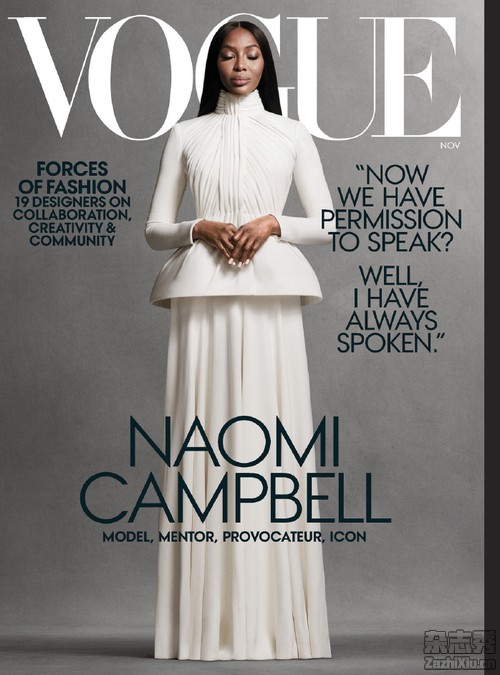 VOGUE
NOV
FORCES
OF FASHION
19 DESIGNERS ON
COLLABORATION,
CREATIVITY &
COMMUNITY
“NOW
WE HAVE
PERMISSION
TO SPEAK?
WELL,
I HAVE
ALWAYS
SPOKEN.”
NAOMI
CAMPBELL
MODEL, MENTOR, PROVOCATEUR, ICON
杂志秀
ZazhiXiu.cn